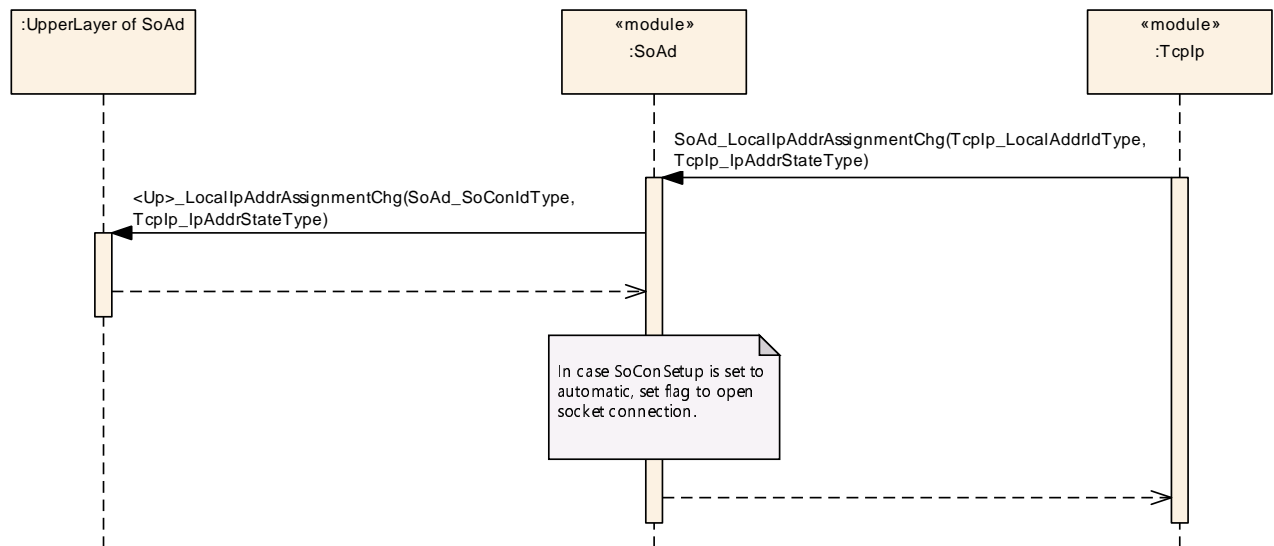 :UpperLayer of SoAd
«module»
:SoAd
«module»
:TcpIp
SoAd_LocalIpAddrAssignmentChg(TcpIp_LocalAddrIdType,
TcpIp_IpAddrStateType)
<Up>_LocalIpAddrAssignmentChg(SoAd_SoConIdType,
TcpIp_IpAddrStateType)
In case SoConSetup is set to
automatic, set flag to open
socket connection.